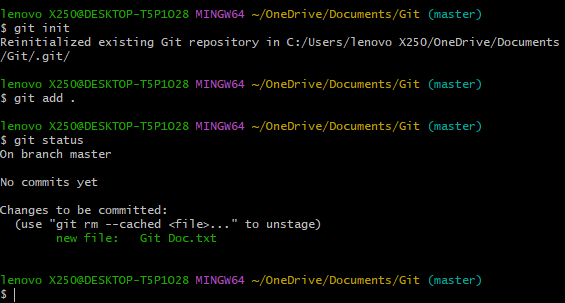 lenovo X250@DESKTOP-T5P1O28 MINGW64 ~/OneDrive/Documents/Git (master)
$ git init
Reinitialized existing Git repository in C:/Users/lenovo X250/OneDrive/Documents
/Git/.git/
lenovo X250@DESKTOP-T5P1O28 MINGW64 ~/OneDrive/Documents/Git (master)
$ git add .
lenovo X250@DESKTOP-T5P1O28 MINGW64 ~/OneDrive/Documents/Git (master)
$ git status
On branch master
No commits yet
Changes to be committed:
  (use "git rm --cached <file>..." to unstage)
        new file:   Git Doc.txt
lenovo X250@DESKTOP-T5P1O28 MINGW64 ~/OneDrive/Documents/Git (master)
$